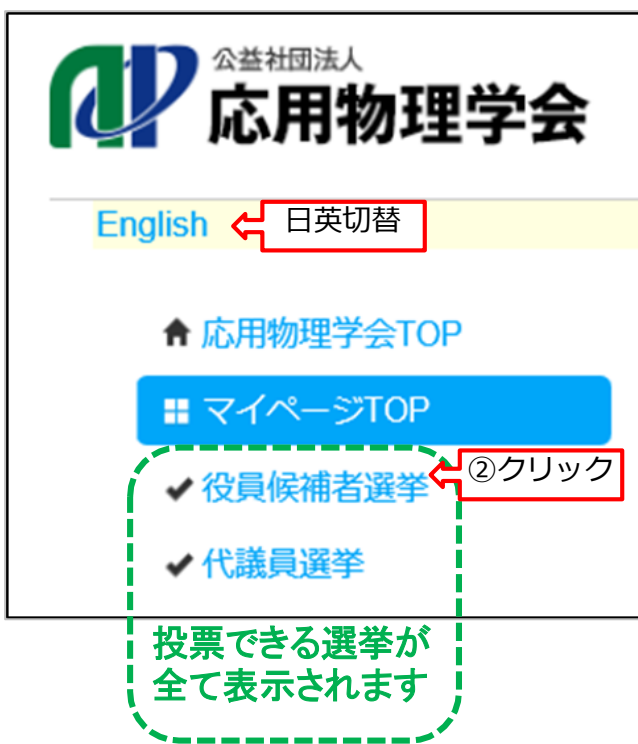 公益社団法人
応用物理学会
English
日英切替
応用物理学会TOP
マイページTOP
役員候補者選挙
②クリック
代議員選挙
投票できる選挙が
全て表示されます